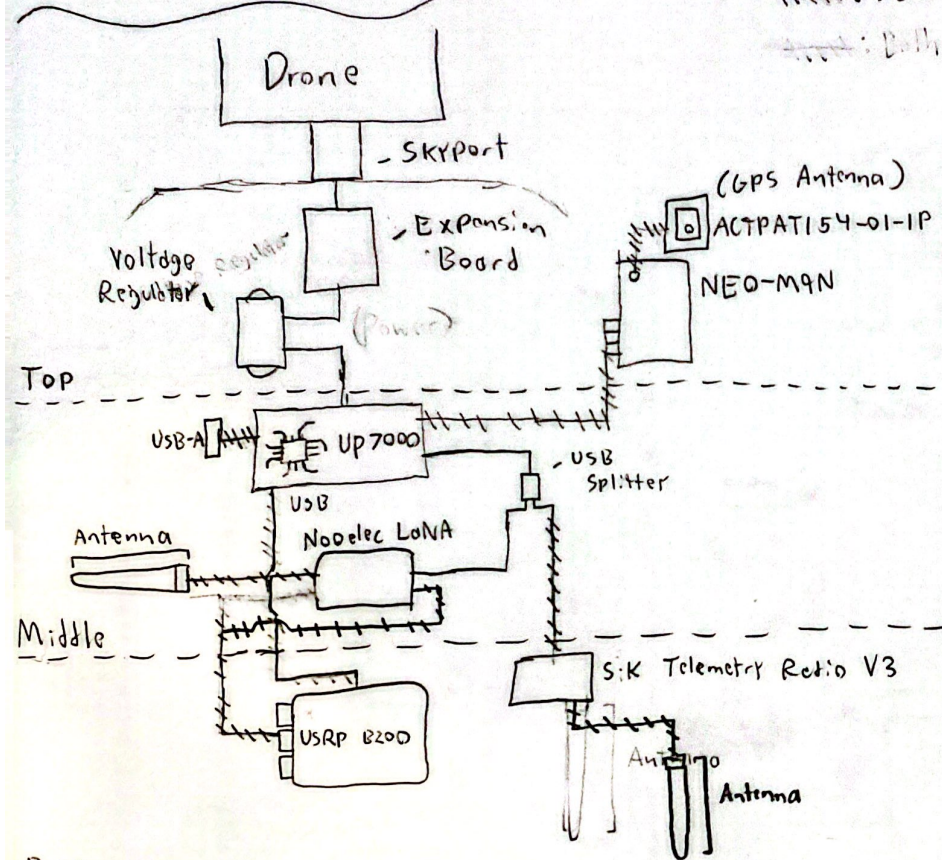 : Both
Drone
Skyport
(GPS Antenna)
ACTPAT154-01-IP
Expansion
Board
Voltage
Regulator
Regulator
NEO-M9N
(Power)
Top
USB-A
UP7000
USB
Splitter
USB
Nooelec LaNA
Antenna
Middle
SiK Telemetry Radio V3
USRP B200
Antenna
Antenna